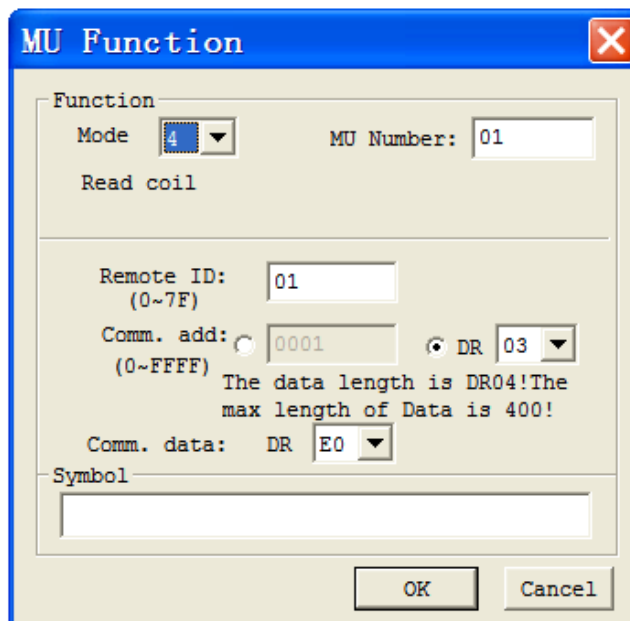 MU Function
Function
Mode 4 MU Number: 01
Read coil
Remote ID: 01
(0~7F)
Comm. add: 0001 DR 03
(0~FFFF)
The data length is DR04!The
max length of Data is 400!
Comm. data: DR E0
Symbol
OK Cancel